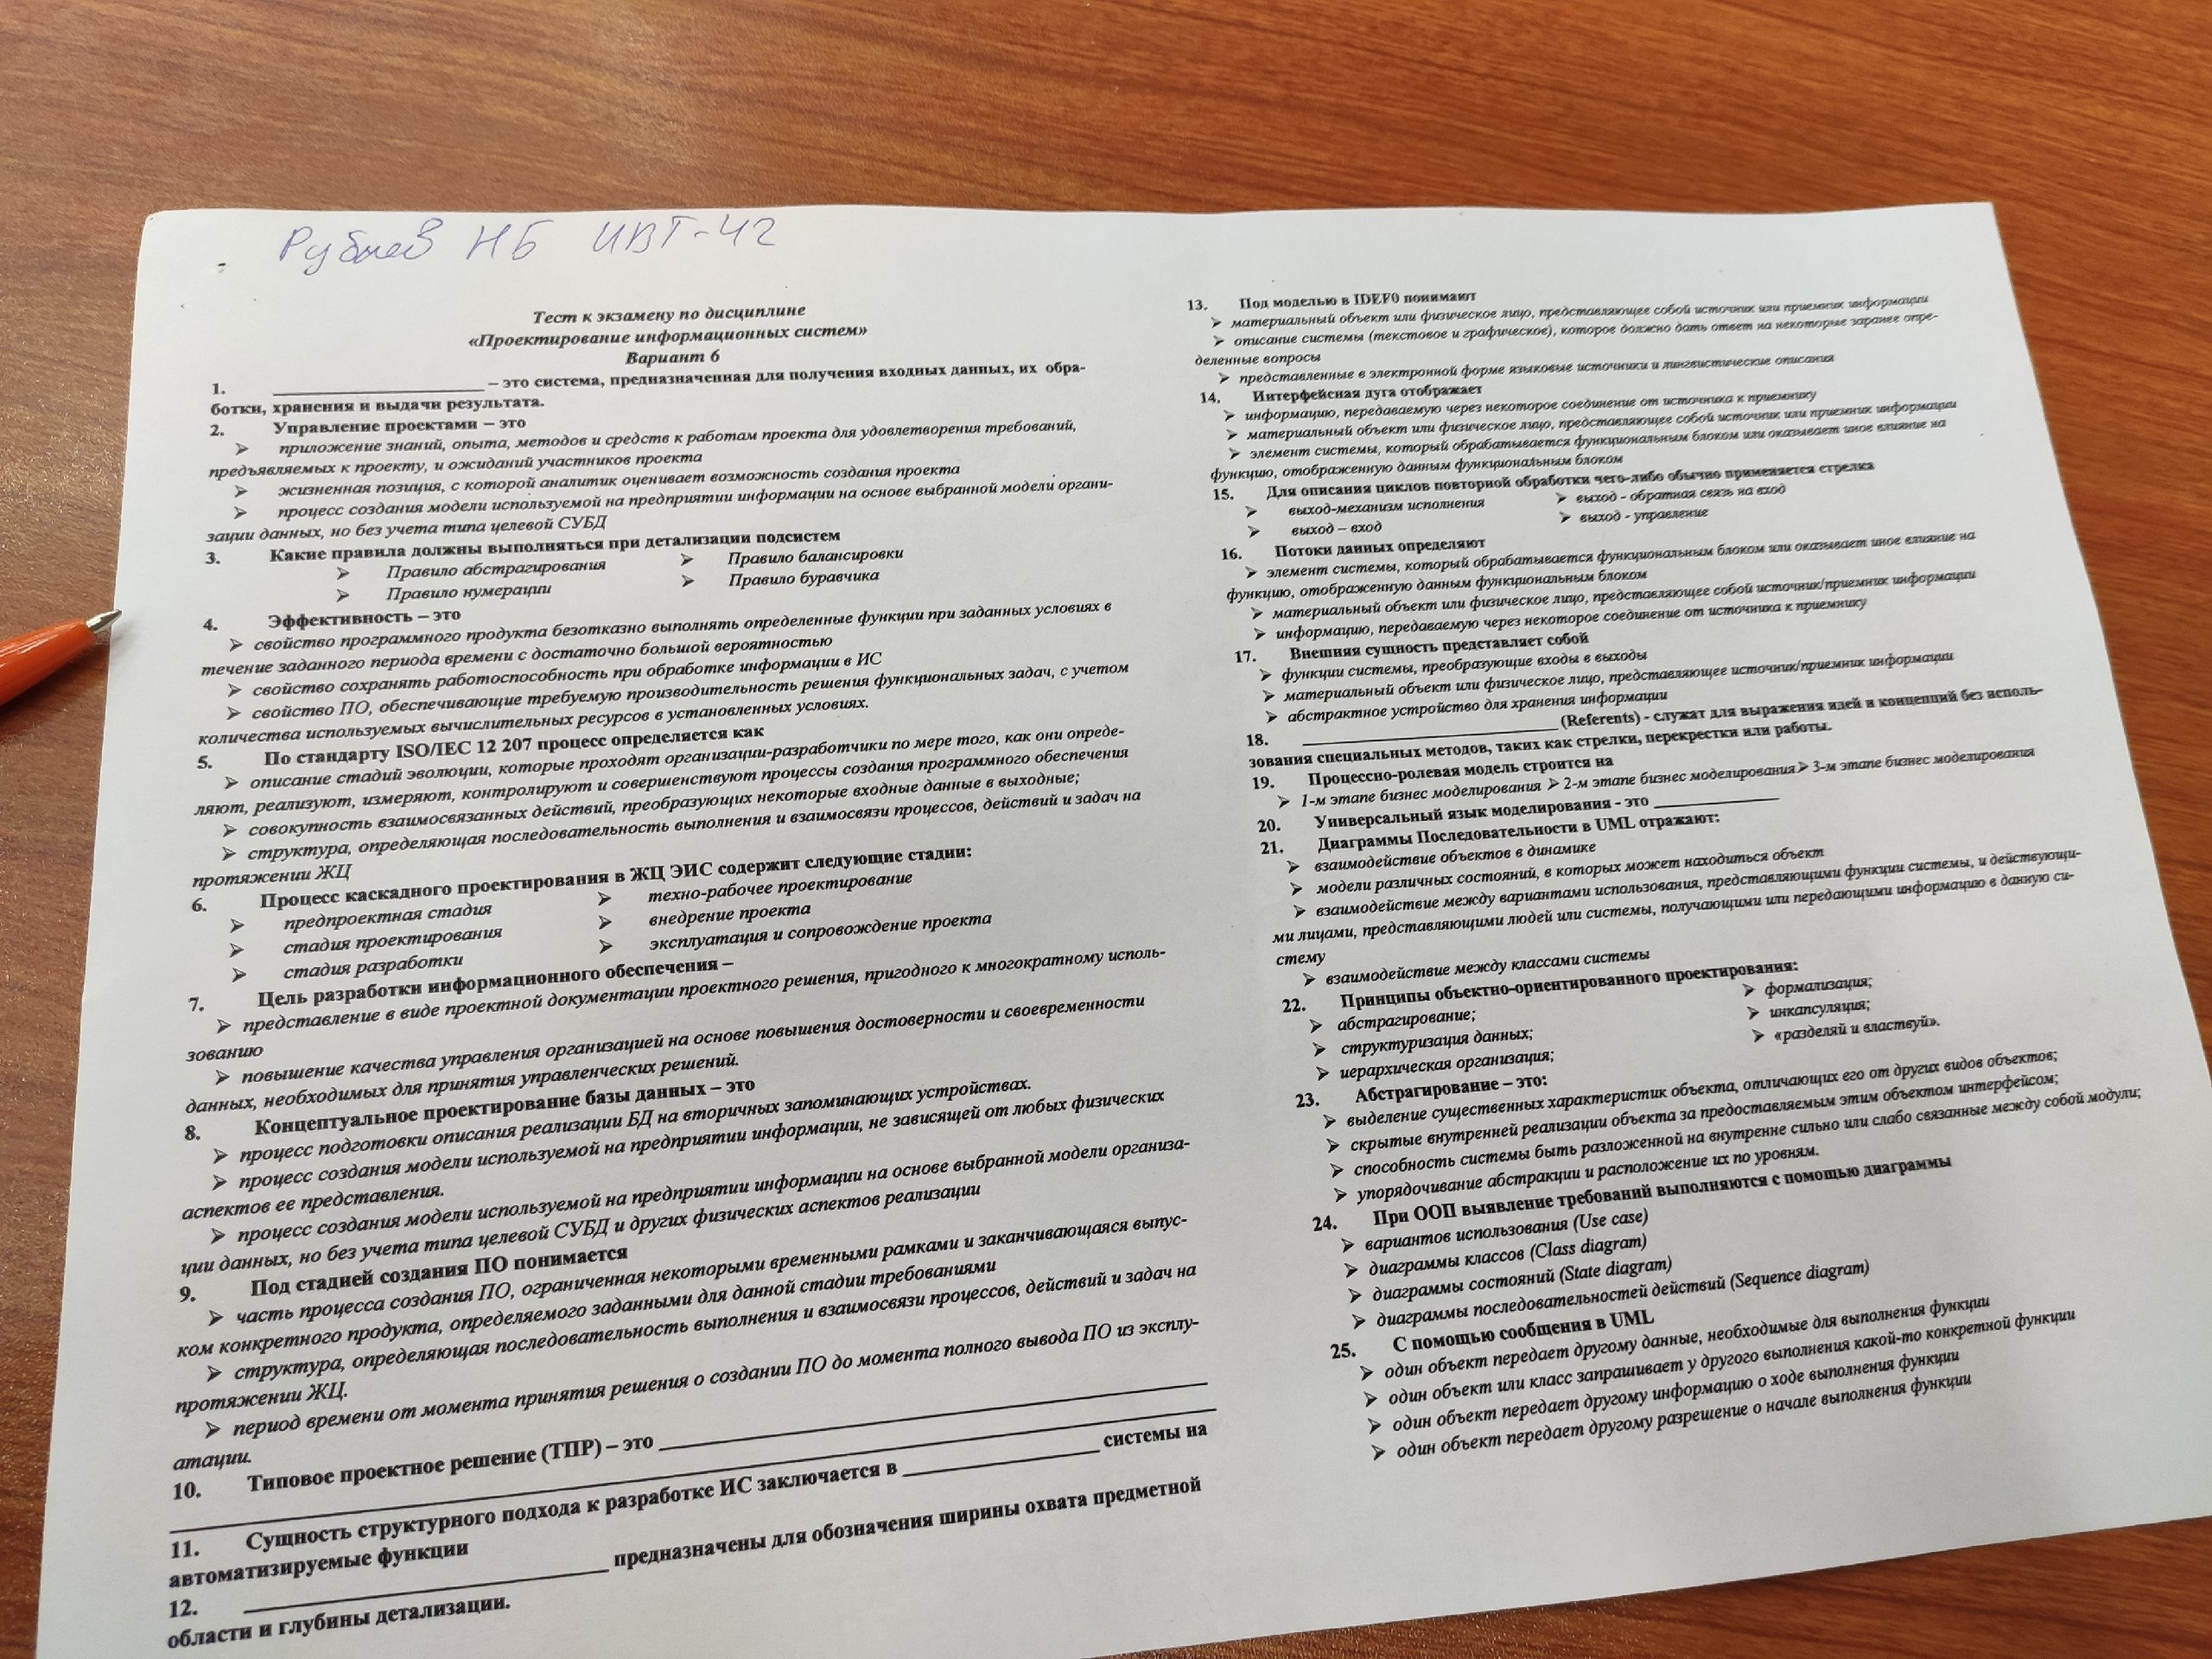 Рубцев НБ ИВТ-42
Тест к экзамену по дисциплине
«Проектирование информационных систем»
Вариант 6
1. ____________________ – это система, предназначенная для получения входных данных, их обра-
ботки, хранения и выдачи результата.
2. Управление проектами – это
➢ приложение знаний, опыта, методов и средств к работам проекта для удовлетворения требований,
предъявляемых к проекту, и ожиданий участников проекта
➢ жизненная позиция, с которой аналитик оценивает возможность создания проекта
➢ процесс создания модели используемой на предприятии информации на основе выбранной модели органи-
зации данных, но без учета типа целевой СУБД
3. Какие правила должны выполняться при детализации подсистем
➢ Правило абстрагирования ➢ Правило балансировки
➢ Правило нумерации ➢ Правило буравчика
4. Эффективность – это
➢ свойство программного продукта безотказно выполнять определенные функции при заданных условиях в
течение заданного периода времени с достаточно большой вероятностью
➢ свойство сохранять работоспособность при обработке информации в ИС
➢ свойство ПО, обеспечивающие требуемую производительность решения функциональных задач, с учетом
количества используемых вычислительных ресурсов в установленных условиях.
5. По стандарту ISO/IEC 12 207 процесс определяется как
➢ описание стадий эволюции, которые проходят организации-разработчики по мере того, как они опреде-
ляют, реализуют, измеряют, контролируют и совершенствуют процессы создания программного обеспечения
➢ совокупность взаимосвязанных действий, преобразующих некоторые входные данные в выходные;
➢ структура, определяющая последовательность выполнения и взаимосвязи процессов, действий и задач на
протяжении ЖЦ
6. Процесс каскадного проектирования в ЖЦ ЭИС содержит следующие стадии:
➢ предпроектная стадия ➢ техно-рабочее проектирование
➢ стадия проектирования ➢ внедрение проекта
➢ стадия разработки ➢ эксплуатация и сопровождение проекта
7. Цель разработки информационного обеспечения –
➢ представление в виде проектной документации проектного решения, пригодного к многократному исполь-
зованию
➢ повышение качества управления организацией на основе повышения достоверности и своевременности
данных, необходимых для принятия управленческих решений.
8. Концептуальное проектирование базы данных – это
➢ процесс подготовки описания реализации БД на вторичных запоминающих устройствах.
➢ процесс создания модели используемой на предприятии информации, не зависящей от любых физических
аспектов ее представления.
➢ процесс создания модели используемой на предприятии информации на основе выбранной модели организа-
ции данных, но без учета типа целевой СУБД и других физических аспектов реализации
9. Под стадией создания ПО понимается
➢ часть процесса создания ПО, ограниченная некоторыми временными рамками и заканчивающаяся выпус-
ком конкретного продукта, определяемого заданными для данной стадии требованиями
➢ структура, определяющая последовательность выполнения и взаимосвязи процессов, действий и задач на
протяжении ЖЦ.
➢ период времени от момента принятия решения о создании ПО до момента полного вывода ПО из эксплу-
атации.
10. Типовое проектное решение (ТПР) – это ____________________
____________________
11. Сущность структурного подхода к разработке ИС заключается в ____________________ системы на
автоматизируемые функции
12. ____________________ предназначены для обозначения ширины охвата предметной
области и глубины детализации.
13. Под моделью в IDEF0 понимают
➢ материальный объект или физическое лицо, представляющее собой источник или приемник информации
➢ описание системы (текстовое и графическое), которое должно дать ответ на некоторые заранее опре-
деленные вопросы
➢ представленные в электронной форме языковые источники и лингвистические описания
14. Интерфейсная дуга отображает
➢ информацию, передаваемую через некоторое соединение от источника к приемнику
➢ материальный объект или физическое лицо, представляющее собой источник или приемник информации
➢ элемент системы, который обрабатывается функциональным блоком или оказывает иное влияние на
функцию, отображенную данным функциональным блоком
15. Для описания циклов повторной обработки чего-либо обычно применяется стрелка
➢ выход-механизм исполнения ➢ выход - обратная связь на вход
➢ выход – вход ➢ выход - управление
16. Потоки данных определяют
➢ элемент системы, который обрабатывается функциональным блоком или оказывает иное влияние на
функцию, отображенную данным функциональным блоком
➢ материальный объект или физическое лицо, представляющее собой источник/приемник информации
➢ информацию, передаваемую через некоторое соединение от источника к приемнику
17. Внешняя сущность представляет собой
➢ функции системы, преобразующие входы в выходы
➢ материальный объект или физическое лицо, представляющее источник/приемник информации
➢ абстрактное устройство для хранения информации
18. ____________________ (Referents) - служат для выражения идей и концепций без исполь-
зования специальных методов, таких как стрелки, перекрестки или работы.
19. Процессно-ролевая модель строится на
➢ 1-м этапе бизнес моделирования ➢ 2-м этапе бизнес моделирования ➢ 3-м этапе бизнес моделирования
20. Универсальный язык моделирования - это ____________
21. Диаграммы Последовательности в UML отражают:
➢ взаимодействие объектов в динамике
➢ модели различных состояний, в которых может находиться объект
➢ взаимодействие между вариантами использования, представляющими функции системы, и действующи-
ми лицами, представляющими людей или системы, получающими или передающими информацию в данную си-
стему
➢ взаимодействие между классами системы
22. Принципы объектно-ориентированного проектирования:
➢ абстрагирование; ➢ формализация;
➢ структуризация данных; ➢ инкапсуляция;
➢ иерархическая организация; ➢ «разделяй и властвуй».
23. Абстрагирование – это:
➢ выделение существенных характеристик объекта, отличающих его от других видов объектов;
➢ скрытые внутренней реализации объекта за предоставляемым этим объектом интерфейсом;
➢ способность системы быть разложенной на внутренне сильно или слабо связанные между собой модули;
➢ упорядочивание абстракции и расположение их по уровням.
24. При ООП выявление требований выполняются с помощью диаграммы
➢ вариантов использования (Use case)
➢ диаграммы классов (Class diagram)
➢ диаграммы состояний (State diagram)
➢ диаграммы последовательностей действий (Sequence diagram)
25. С помощью сообщения в UML
➢ один объект передает другому данные, необходимые для выполнения функции
➢ один объект или класс запрашивает у другого выполнения какой-то конкретной функции
➢ один объект передает другому информацию о ходе выполнения функции
➢ один объект передает другому разрешение о начале выполнения функции